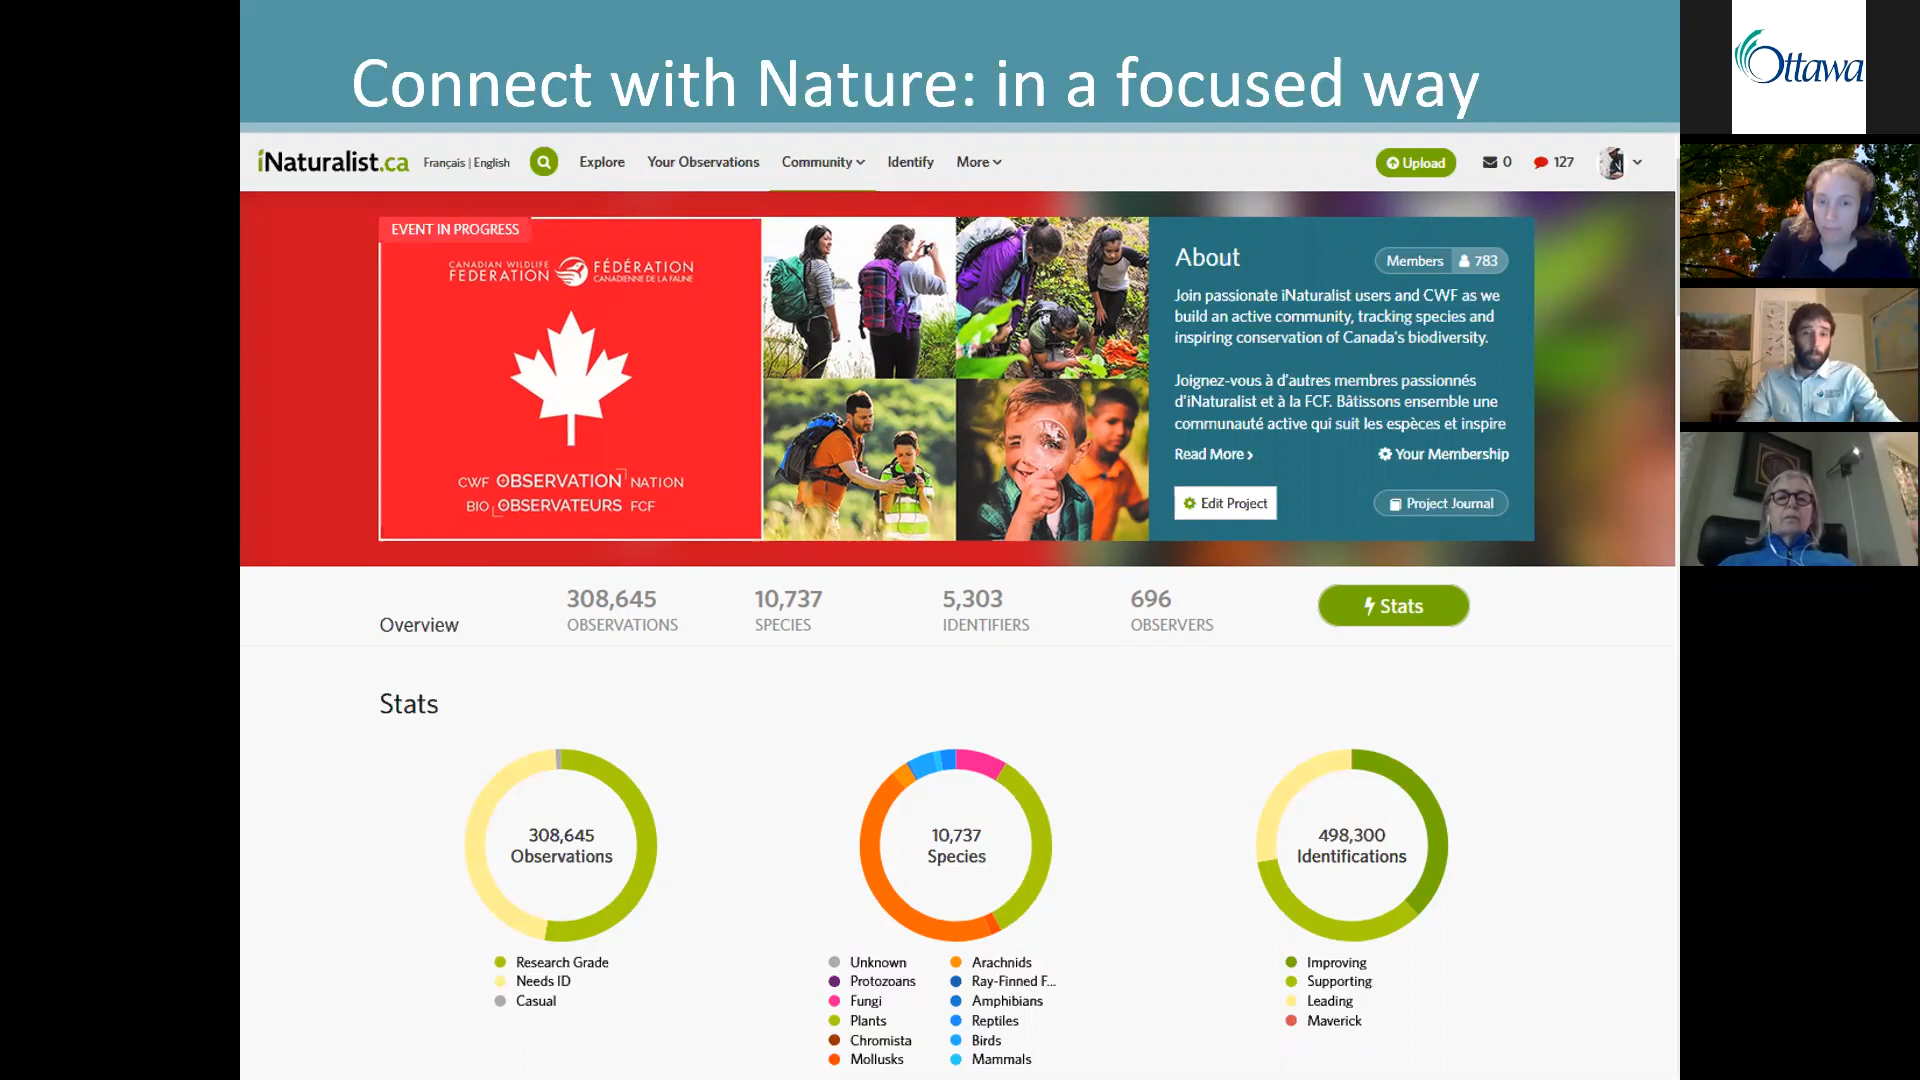 Connect with Nature: in a focused way
Ottawa
iNaturalist.ca Français | English Explore Your Observations Community Identify More Upload 0 127
EVENT IN PROGRESS
CANADIAN WILDLIFE FEDERATION
FÉDÉRATION CANADIENNE DE LA FAUNE
CWF OBSERVATION NATION
BIO OBSERVATEURS FCF
About
Members 783
Join passionate iNaturalist users and CWF as we
build an active community, tracking species and
inspiring conservation of Canada's biodiversity.
Joignez-vous à d'autres membres passionnés
d'iNaturalist et à la FCF. Bâtissons ensemble une
communauté active qui suit les espèces et inspire
Read More › Your Membership
Edit Project Project Journal
Overview
308,645
OBSERVATIONS
10,737
SPECIES
5,303
IDENTIFIERS
696
OBSERVERS
Stats
Stats
308,645
Observations
Research Grade
Needs ID
Casual
10,737
Species
Unknown
Protozoans
Fungi
Plants
Chromista
Mollusks
Arachnids
Ray-Finned F...
Amphibians
Reptiles
Birds
Mammals
498,300
Identifications
Improving
Supporting
Leading
Maverick